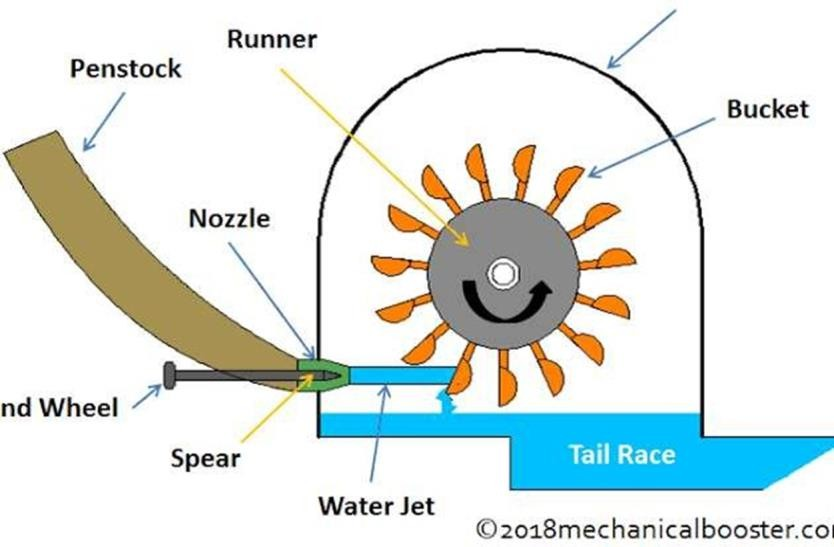 Runner
Penstock
Bucket
Nozzle
nd Wheel
Spear
Tail Race
Water Jet
©2018mechanicalbooster.co